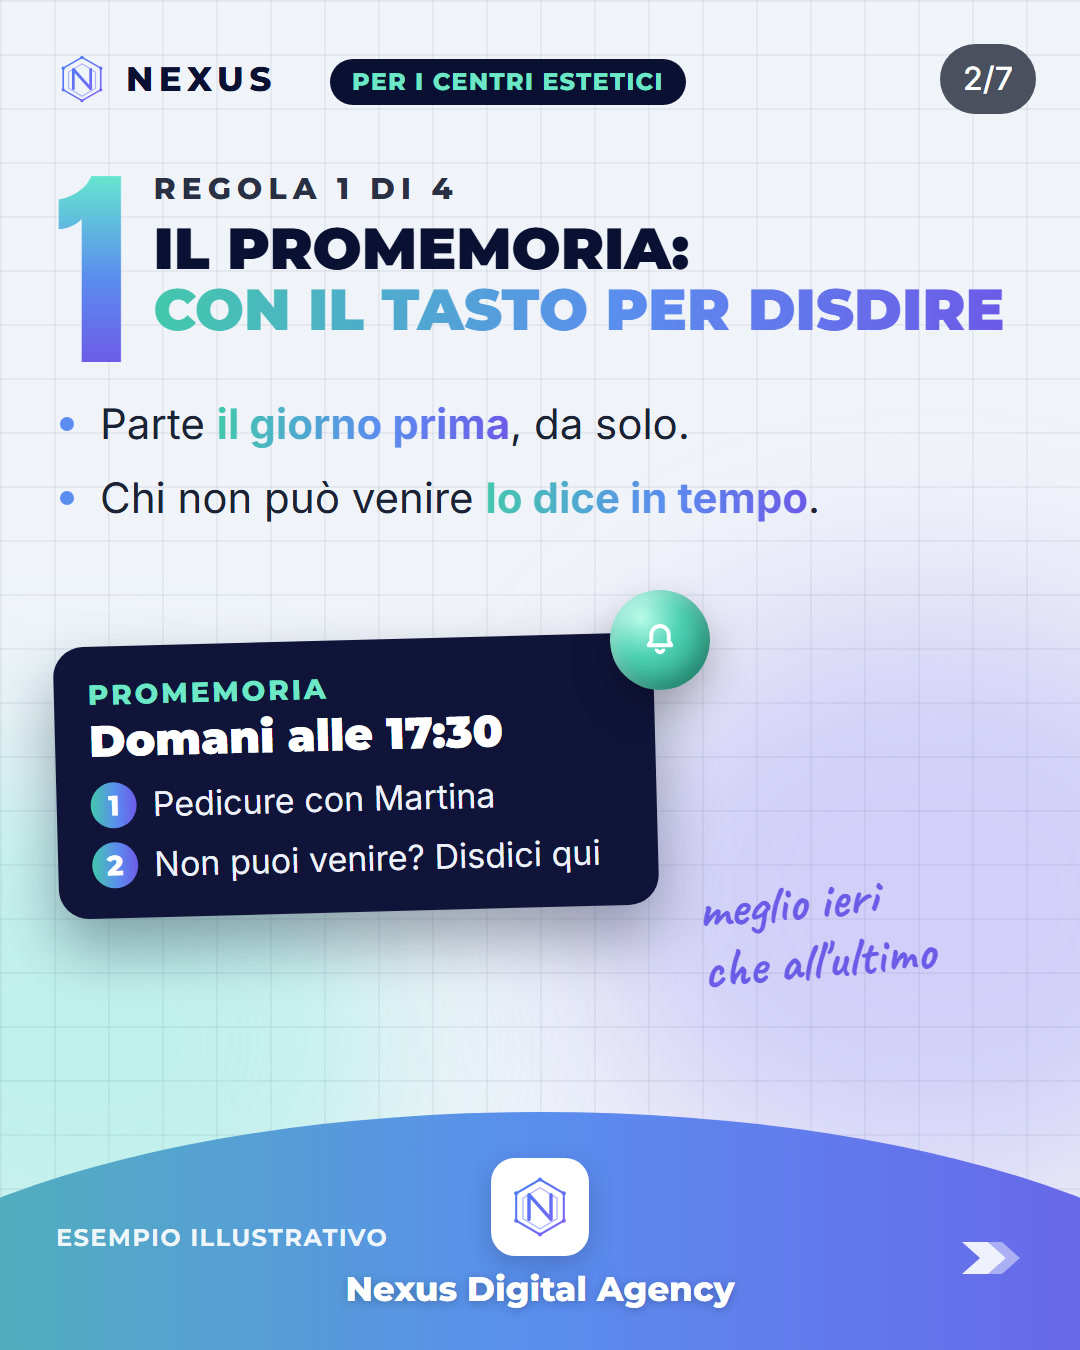 NEXUS
PER I CENTRI ESTETICI
2/7
1
REGOLA 1 DI 4
IL PROMEMORIA:
CON IL TASTO PER DISDIRE
• Parte il giorno prima, da solo.
• Chi non può venire lo dice in tempo.
PROMEMORIA
Domani alle 17:30
1 Pedicure con Martina
2 Non puoi venire? Disdici qui
meglio ieri
che all'ultimo
ESEMPIO ILLUSTRATIVO
N
Nexus Digital Agency